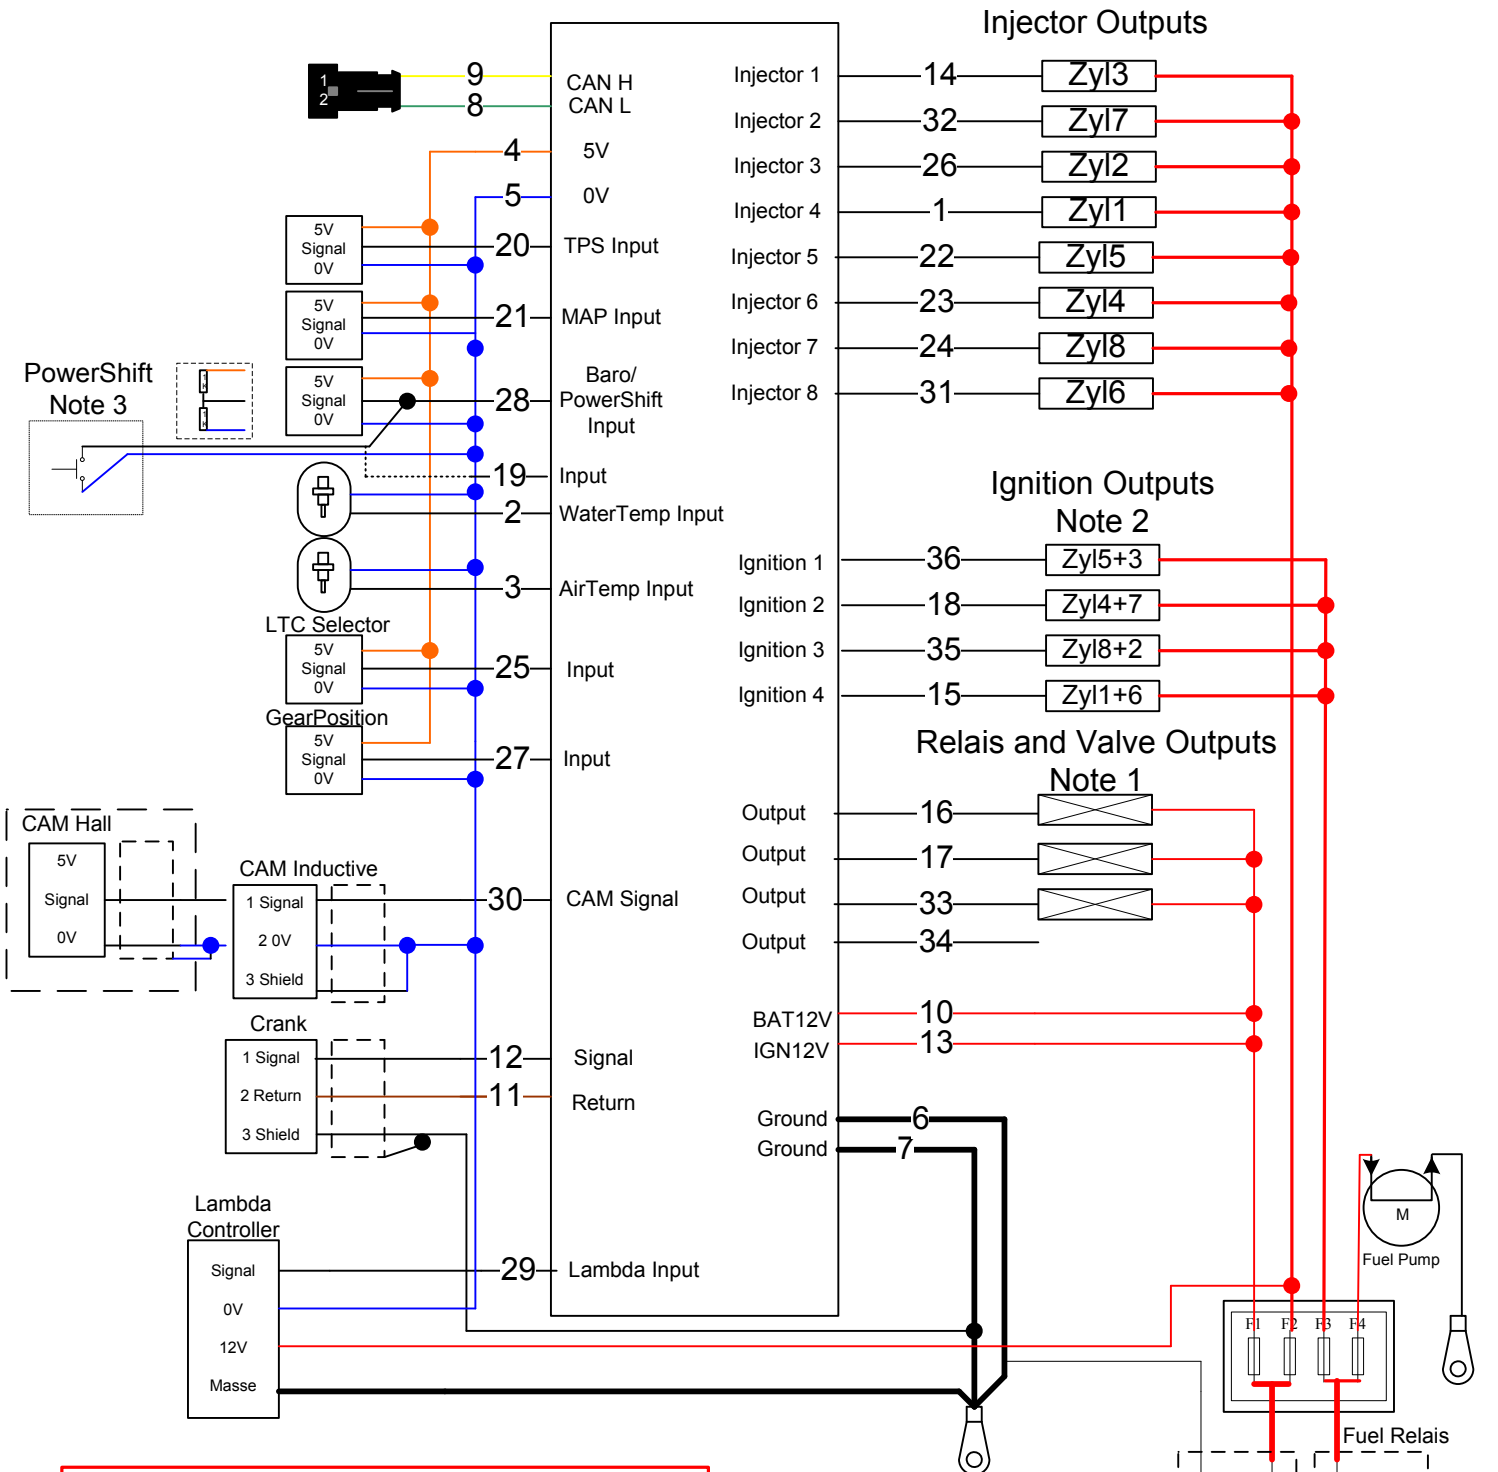 Injector Outputs
1
2
9
8
CAN H
CAN L
4
5V
5
0V
5V
Signal
0V
20
TPS Input
5V
Signal
0V
21
MAP Input
PowerShift
Note 3
1
K
1
K
5V
Signal
0V
28
Baro/
PowerShift
Input
19
Input
2
WaterTemp Input
3
AirTemp Input
LTC Selector
5V
Signal
0V
25
Input
GearPosition
5V
Signal
0V
27
Input
CAM Hall
5V
Signal
0V
CAM Inductive
1 Signal
2 0V
3 Shield
30
CAM Signal
Crank
1 Signal
2 Return
3 Shield
12
Signal
11
Return
Lambda
Controller
Signal
0V
12V
Masse
29
Lambda Input
Injector 1 14 Zyl3
Injector 2 32 Zyl7
Injector 3 26 Zyl2
Injector 4 1 Zyl1
Injector 5 22 Zyl5
Injector 6 23 Zyl4
Injector 7 24 Zyl8
Injector 8 31 Zyl6
Ignition Outputs
Note 2
Ignition 1 36 Zyl5+3
Ignition 2 18 Zyl4+7
Ignition 3 35 Zyl8+2
Ignition 4 15 Zyl1+6
Relais and Valve Outputs
Note 1
Output 16
Output 17
Output 33
Output 34
BAT12V 10
IGN12V 13
Ground 6
Ground 7
M
Fuel Pump
F1 F2 F3 F4
Fuel Relais